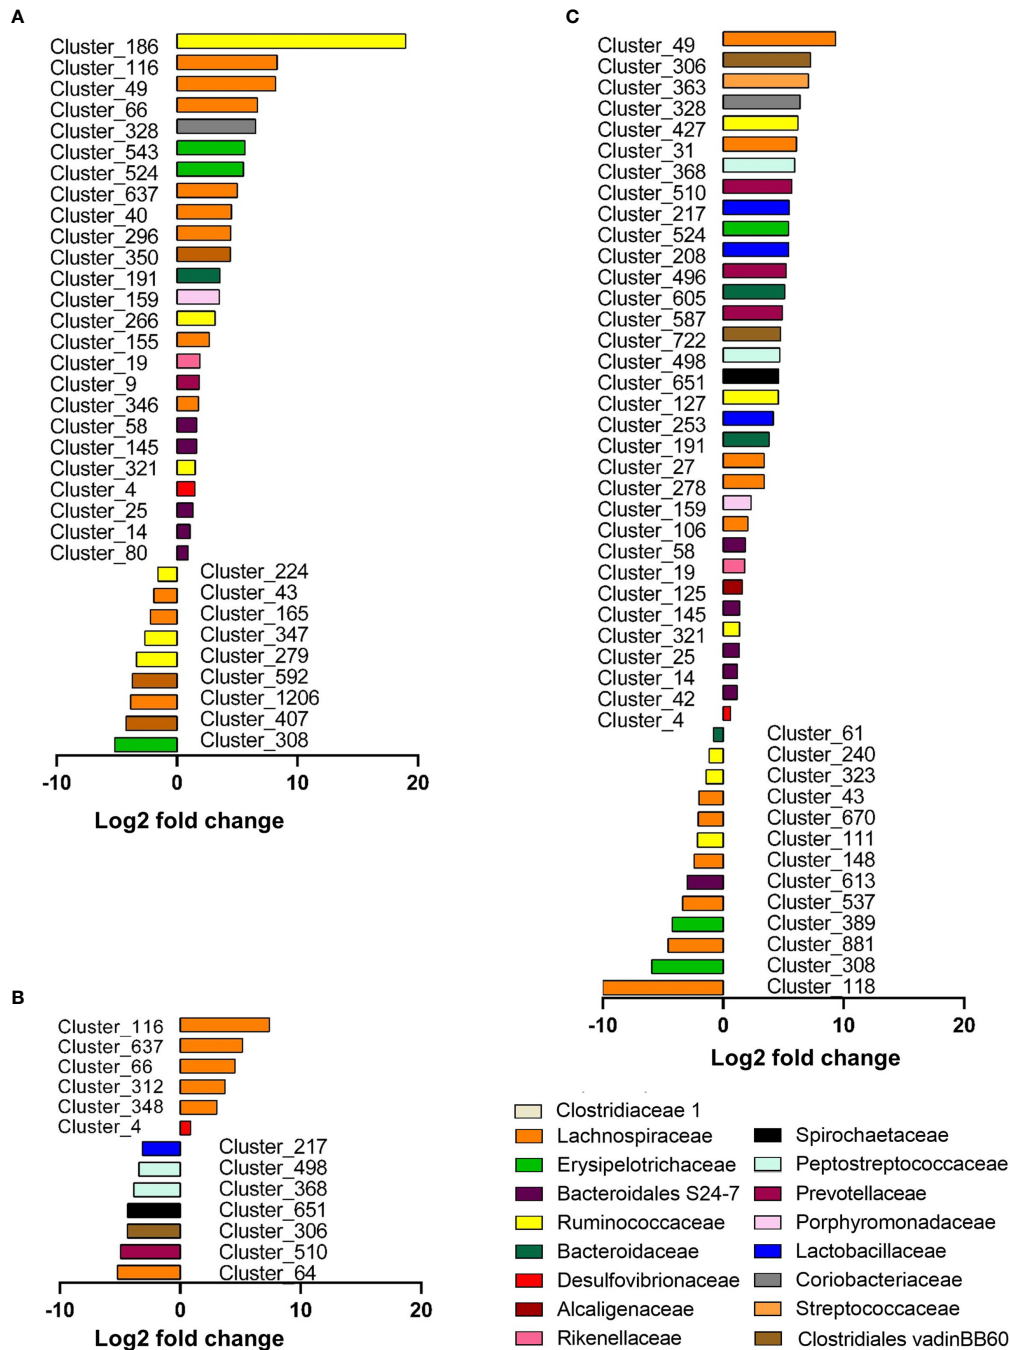 A
Cluster_186
Cluster_116
Cluster_49
Cluster_66
Cluster_328
Cluster_543
Cluster_524
Cluster_637
Cluster_40
Cluster_296
Cluster_350
Cluster_191
Cluster_159
Cluster_266
Cluster_155
Cluster_19
Cluster_9
Cluster_346
Cluster_58
Cluster_145
Cluster_321
Cluster_4
Cluster_25
Cluster_14
Cluster_80
Cluster_224
Cluster_43
Cluster_165
Cluster_347
Cluster_279
Cluster_592
Cluster_1206
Cluster_407
Cluster_308
-10 0 10 20
Log2 fold change
B
Cluster_116
Cluster_637
Cluster_66
Cluster_312
Cluster_348
Cluster_4
Cluster_217
Cluster_498
Cluster_368
Cluster_651
Cluster_306
Cluster_510
Cluster_64
-10 0 10 20
Log2 fold change
C
Cluster_49
Cluster_306
Cluster_363
Cluster_328
Cluster_427
Cluster_31
Cluster_368
Cluster_510
Cluster_217
Cluster_524
Cluster_208
Cluster_496
Cluster_605
Cluster_587
Cluster_722
Cluster_498
Cluster_651
Cluster_127
Cluster_253
Cluster_191
Cluster_27
Cluster_278
Cluster_159
Cluster_106
Cluster_58
Cluster_19
Cluster_125
Cluster_145
Cluster_321
Cluster_25
Cluster_14
Cluster_42
Cluster_4
Cluster_61
Cluster_240
Cluster_323
Cluster_43
Cluster_670
Cluster_111
Cluster_148
Cluster_613
Cluster_537
Cluster_389
Cluster_881
Cluster_308
Cluster_118
-10 0 10 20
Log2 fold change
Clostridiaceae 1
Lachnospiraceae
Erysipelotrichaceae
Bacteroidales S24-7
Ruminococcaceae
Bacteroidaceae
Desulfovibrionaceae
Alcaligenaceae
Rikenellaceae
Spirochaetaceae
Peptostreptococcaceae
Prevotellaceae
Porphyromonadaceae
Lactobacillaceae
Coriobacteriaceae
Streptococcaceae
Clostridiales vadinBB60